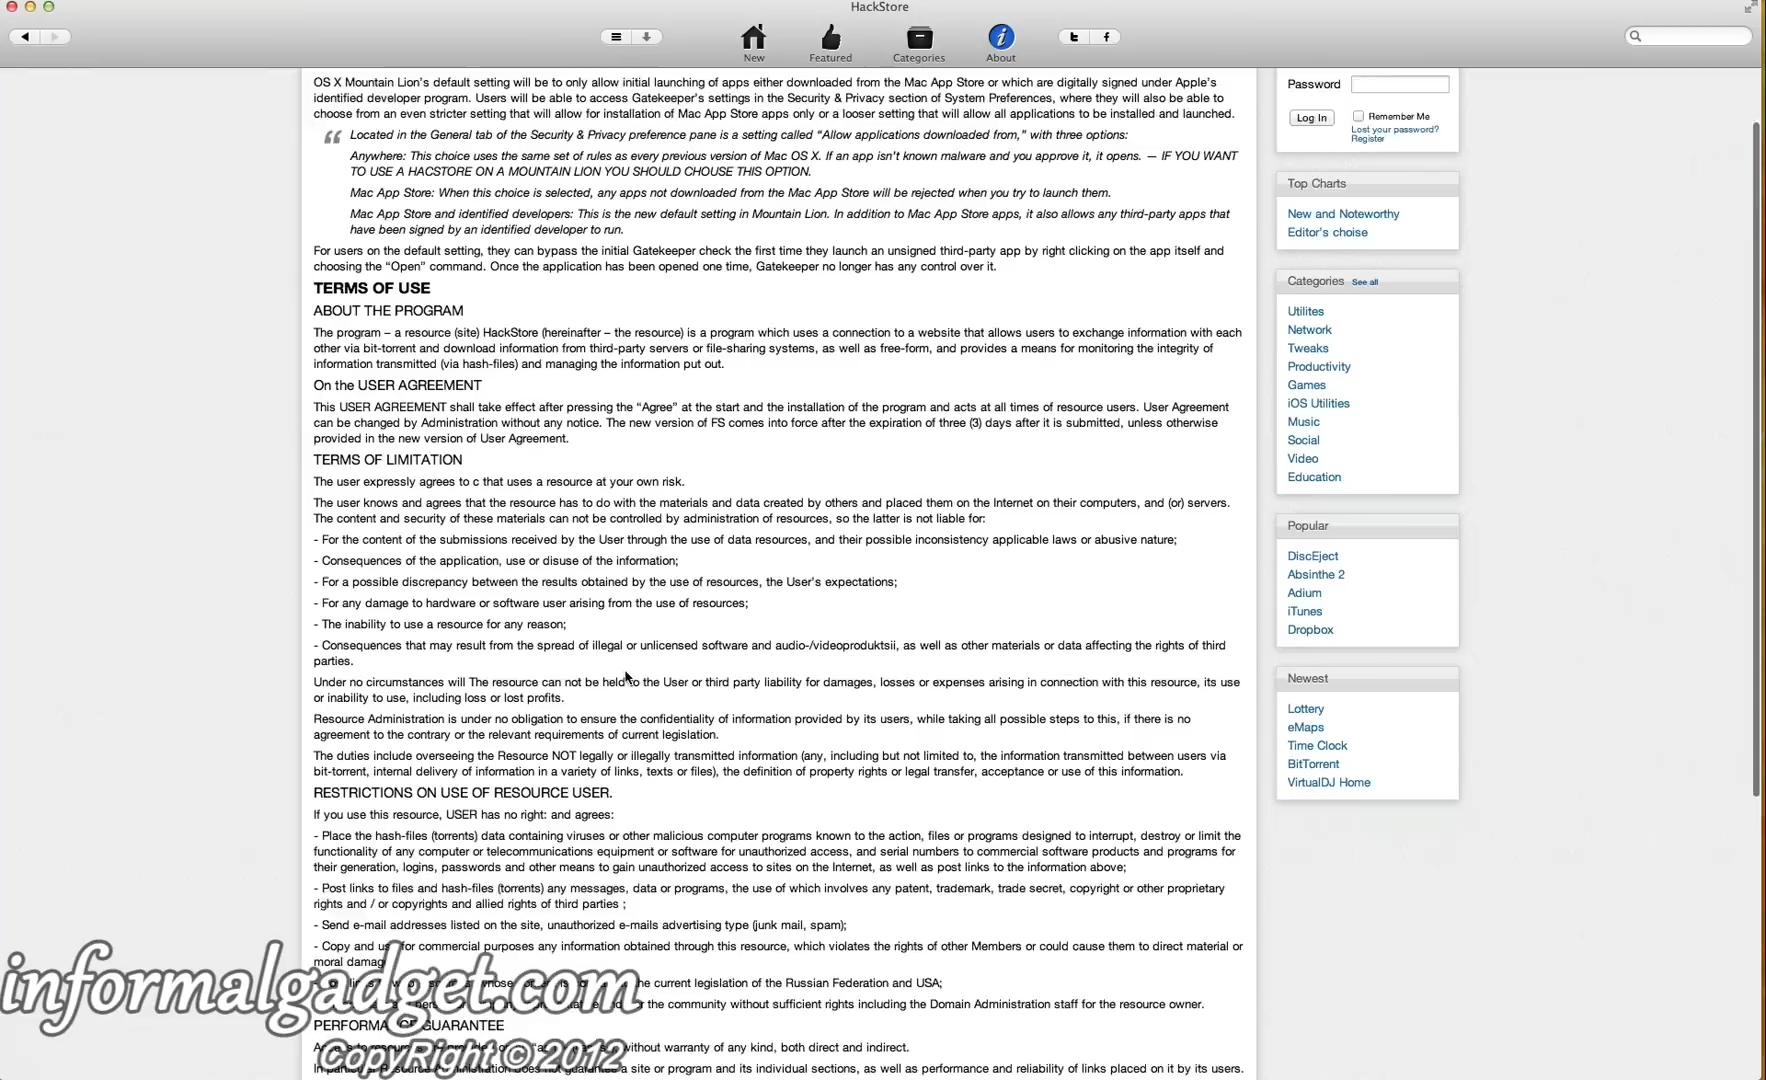 HackStore
New
Featured
Categories
About
OS X Mountain Lion's default setting will be to only allow initial launching of apps either downloaded from the Mac App Store or which are digitally signed under Apple's
identified developer program. Users will be able to access Gatekeeper's settings in the Security & Privacy section of System Preferences, where they will also be able to
choose from an even stricter setting that will allow for installation of Mac App Store apps only or a looser setting that will allow all applications to be installed and launched.
Located in the General tab of the Security & Privacy preference pane is a setting called “Allow applications downloaded from,” with three options:
Anywhere: This choice uses the same set of rules as every previous version of Mac OS X. If an app isn't known malware and you approve it, it opens. — IF YOU WANT
TO USE A HACSTORE ON A MOUNTAIN LION YOU SHOULD CHOUSE THIS OPTION.
Mac App Store: When this choice is selected, any apps not downloaded from the Mac App Store will be rejected when you try to launch them.
Mac App Store and identified developers: This is the new default setting in Mountain Lion. In addition to Mac App Store apps, it also allows any third-party apps that
have been signed by an identified developer to run.
For users on the default setting, they can bypass the initial Gatekeeper check the first time they launch an unsigned third-party app by right clicking on the app itself and
choosing the “Open” command. Once the application has been opened one time, Gatekeeper no longer has any control over it.
TERMS OF USE
ABOUT THE PROGRAM
The program – a resource (site) HackStore (hereinafter – the resource) is a program which uses a connection to a website that allows users to exchange information with each
other via bit-torrent and download information from third-party servers or file-sharing systems, as well as free-form, and provides a means for monitoring the integrity of
information transmitted (via hash-files) and managing the information put out.
On the USER AGREEMENT
This USER AGREEMENT shall take effect after pressing the “Agree” at the start and the installation of the program and acts at all times of resource users. User Agreement
can be changed by Administration without any notice. The new version of FS comes into force after the expiration of three (3) days after it is submitted, unless otherwise
provided in the new version of User Agreement.
TERMS OF LIMITATION
The user expressly agrees to c that uses a resource at your own risk.
The user knows and agrees that the resource has to do with the materials and data created by others and placed them on the Internet on their computers, and (or) servers.
The content and security of these materials can not be controlled by administration of resources, so the latter is not liable for:
- For the content of the submissions received by the User through the use of data resources, and their possible inconsistency applicable laws or abusive nature;
- Consequences of the application, use or disuse of the information;
- For a possible discrepancy between the results obtained by the use of resources, the User's expectations;
- For any damage to hardware or software user arising from the use of resources;
- The inability to use a resource for any reason;
- Consequences that may result from the spread of illegal or unlicensed software and audio-/videoproduktsii, as well as other materials or data affecting the rights of third
parties.
Under no circumstances will The resource can not be held to the User or third party liability for damages, losses or expenses arising in connection with this resource, its use
or inability to use, including loss or lost profits.
Resource Administration is under no obligation to ensure the confidentiality of information provided by its users, while taking all possible steps to this, if there is no
agreement to the contrary or the relevant requirements of current legislation.
The duties include overseeing the Resource NOT legally or illegally transmitted information (any, including but not limited to, the information transmitted between users via
bit-torrent, internal delivery of information in a variety of links, texts or files), the definition of property rights or legal transfer, acceptance or use of this information.
RESTRICTIONS ON USE OF RESOURCE USER.
If you use this resource, USER has no right: and agrees:
- Place the hash-files (torrents) data containing viruses or other malicious computer programs known to the action, files or programs designed to interrupt, destroy or limit the
functionality of any computer or telecommunications equipment or software for unauthorized access, and serial numbers to commercial software products and programs for
their generation, logins, passwords and other means to gain unauthorized access to sites on the Internet, as well as post links to the information above;
- Post links to files and hash-files (torrents) any messages, data or programs, the use of which involves any patent, trademark, trade secret, copyright or other proprietary
rights and / or copyrights and allied rights of third parties ;
- Send e-mail addresses listed on the site, unauthorized e-mails advertising type (junk mail, spam);
- Copy and use for commercial purposes any information obtained through this resource, which violates the rights of other Members or could cause them to direct material or
moral damage
the current legislation of the Russian Federation and USA;
the community without sufficient rights including the Domain Administration staff for the resource owner.
PERFORMANCE GUARANTEE
without warranty of any kind, both direct and indirect.
In particular Resource Administration does not guarantee a site or program and its individual sections, as well as performance and reliability of links placed on it by its users.
Password
Log In
Remember Me
Lost your password?
Register
Top Charts
New and Noteworthy
Editor's choise
Categories See all
Utilites
Network
Tweaks
Productivity
Games
iOS Utilities
Music
Social
Video
Education
Popular
DiscEject
Absinthe 2
Adium
iTunes
Dropbox
Newest
Lottery
eMaps
Time Clock
BitTorrent
VirtualDJ Home
informalgadget.com
CopyRight © 2012